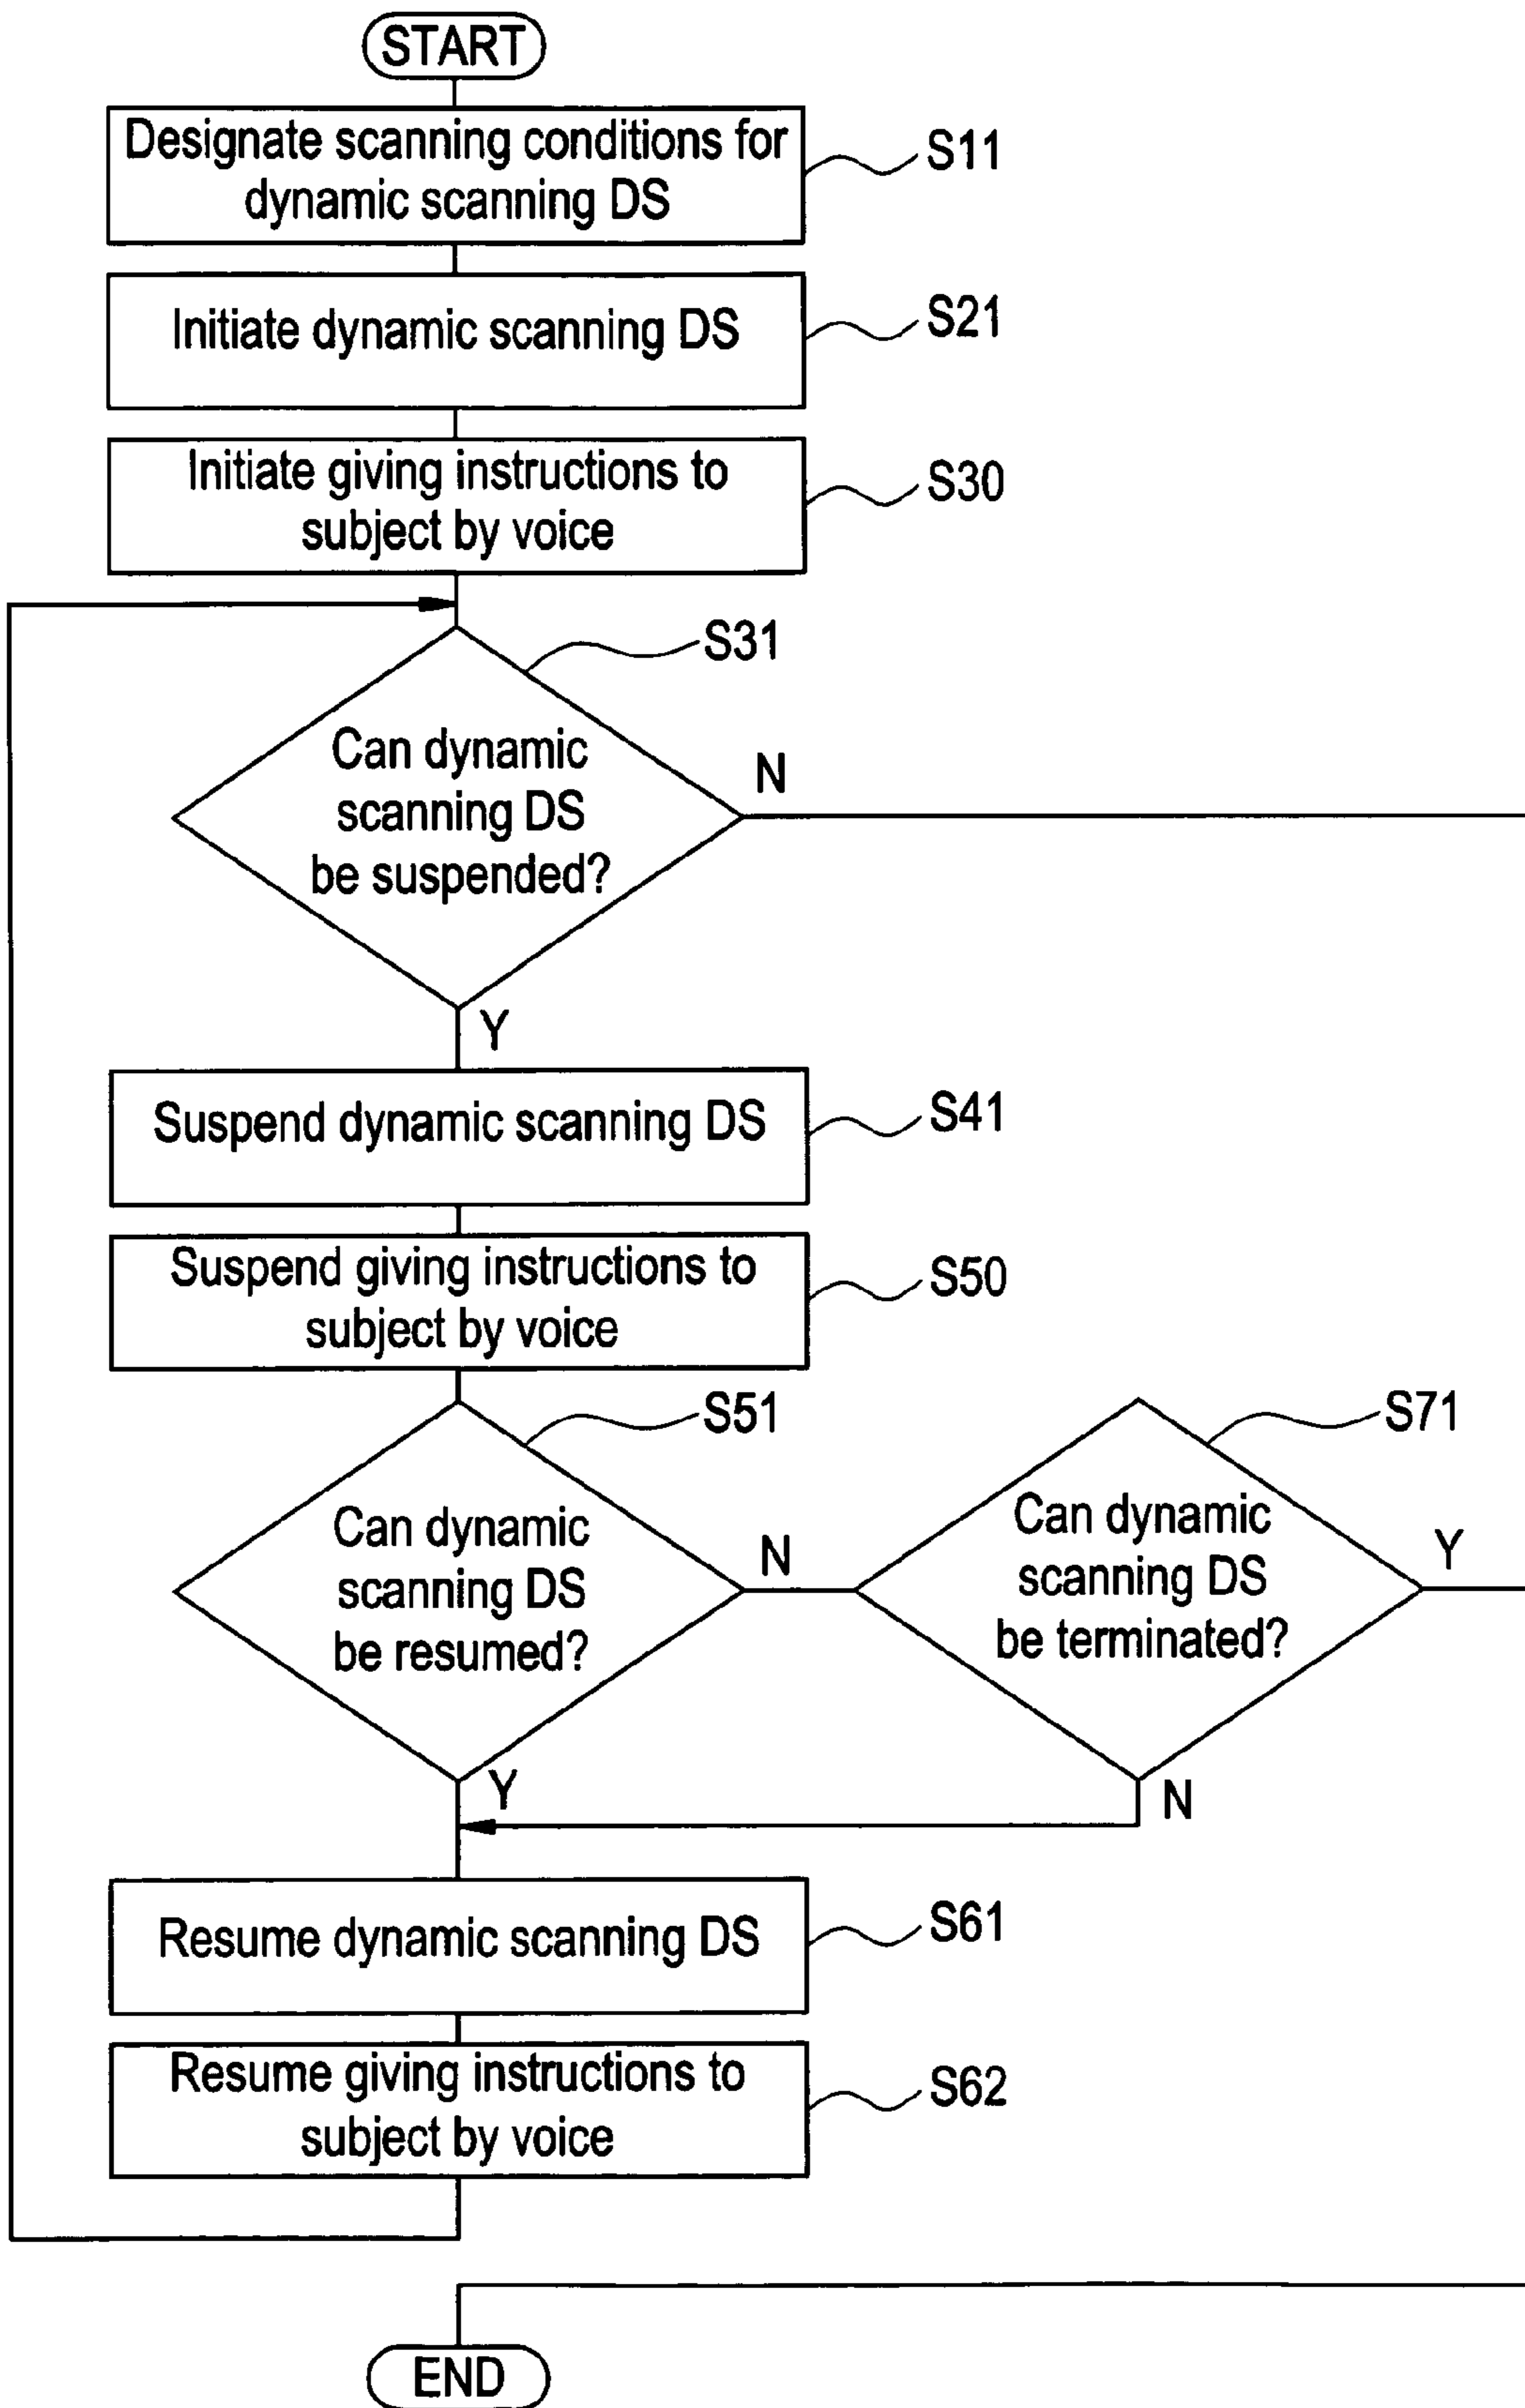 START
Designate scanning conditions for
dynamic scanning DS
S11
Initiate dynamic scanning DS
S21
Initiate giving instructions to
subject by voice
S30
S31
Can dynamic
scanning DS
be suspended?
N
Y
Suspend dynamic scanning DS
S41
Suspend giving instructions to
subject by voice
S50
S51
Can dynamic
scanning DS
be resumed?
N
Y
S71
Can dynamic
scanning DS
be terminated?
Y
N
Resume dynamic scanning DS
S61
Resume giving instructions to
subject by voice
S62
END